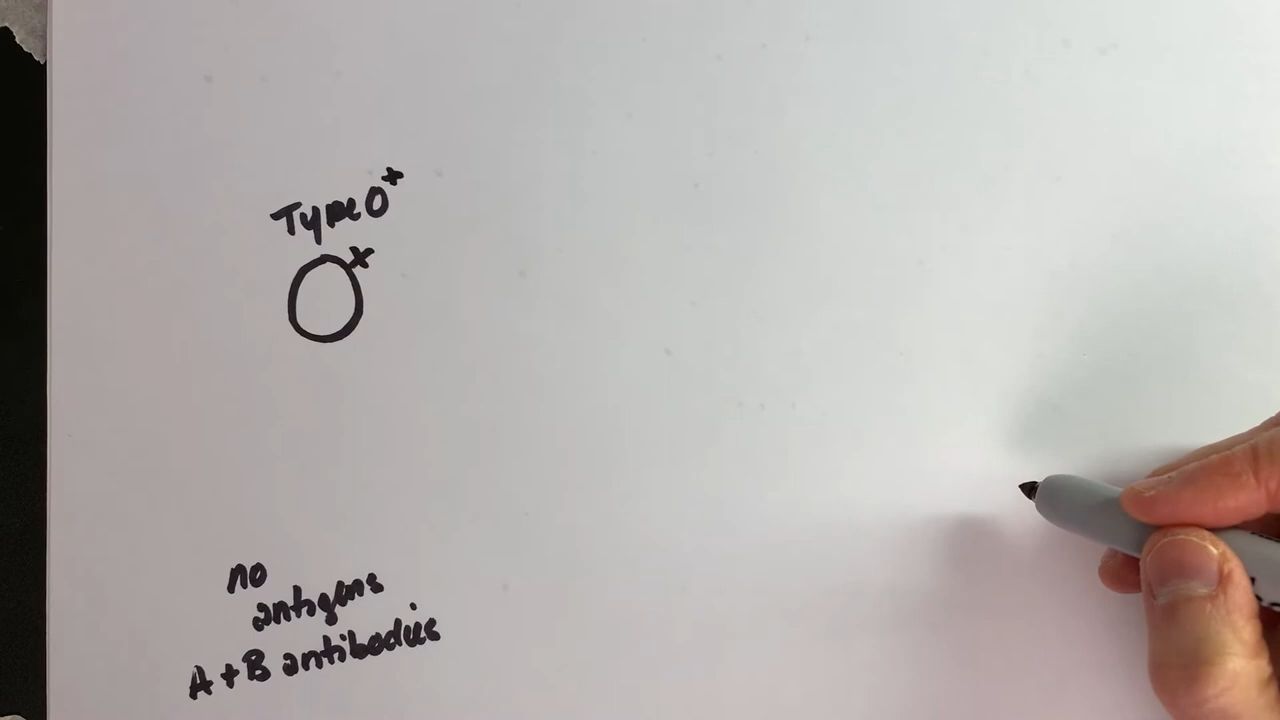 Type O+
O+
no
antigens
A + B antibodies